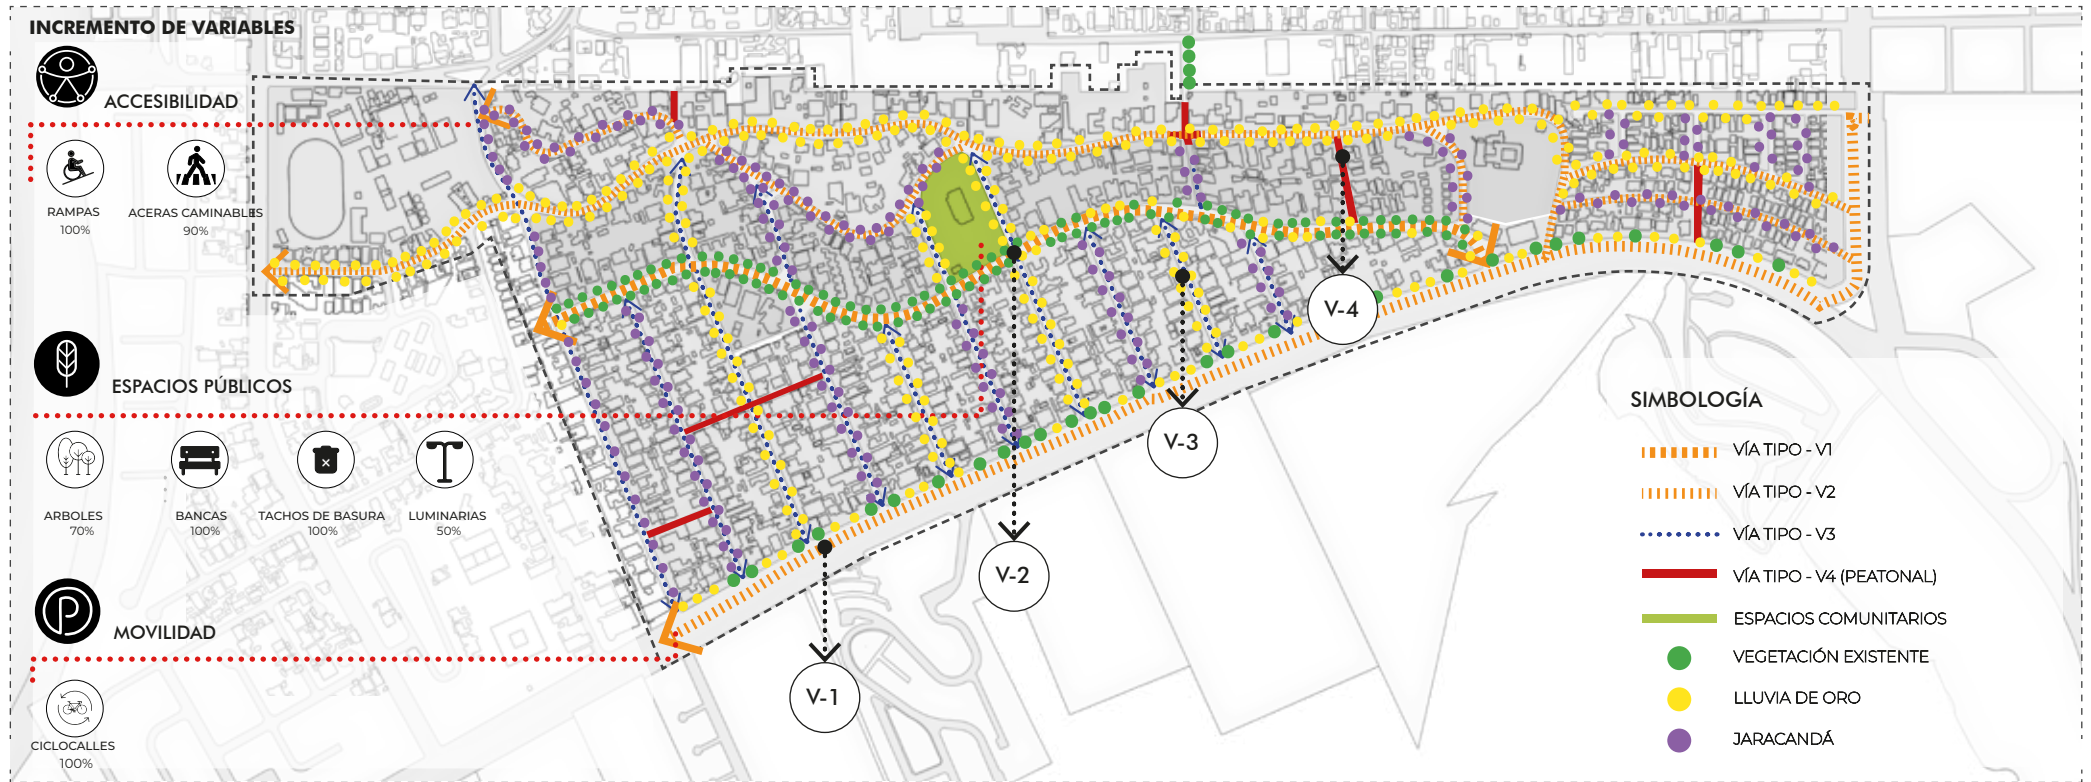 INCREMENTO DE VARIABLES
ACCESIBILIDAD
RAMPAS
100%
ACERAS CAMINABLES
90%
ESPACIOS PÚBLICOS
ARBOLES
70%
BANCAS
100%
TACHOS DE BASURA
100%
LUMINARIAS
50%
MOVILIDAD
CICLOCALLES
100%
V-1
V-2
V-3
V-4
SIMBOLOGÍA
VÍA TIPO - V1
VÍA TIPO - V2
VÍA TIPO - V3
VÍA TIPO - V4 (PEATONAL)
ESPACIOS COMUNITARIOS
VEGETACIÓN EXISTENTE
LLUVIA DE ORO
JARACANDÁ